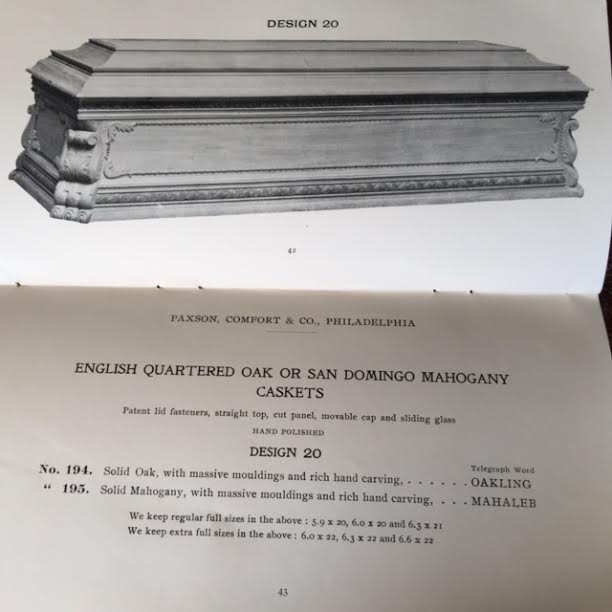 DESIGN 20
42
PAXSON, COMFORT & CO., PHILADELPHIA
ENGLISH QUARTERED OAK OR SAN DOMINGO MAHOGANY
CASKETS
Patent lid fasteners, straight top, cut panel, movable cap and sliding glass
HAND POLISHED
DESIGN 20
Telegraph Word
No. 194. Solid Oak, with massive mouldings and rich hand carving, . . . . . . OAKLING
“ 195. Solid Mahogany, with massive mouldings and rich hand carving, . . . MAHALEB
We keep regular full sizes in the above : 5.9 x 20, 6.0 x 20 and 6.3 x 21
We keep extra full sizes in the above : 6.0 x 22, 6.3 x 22 and 6.6 x 22
43